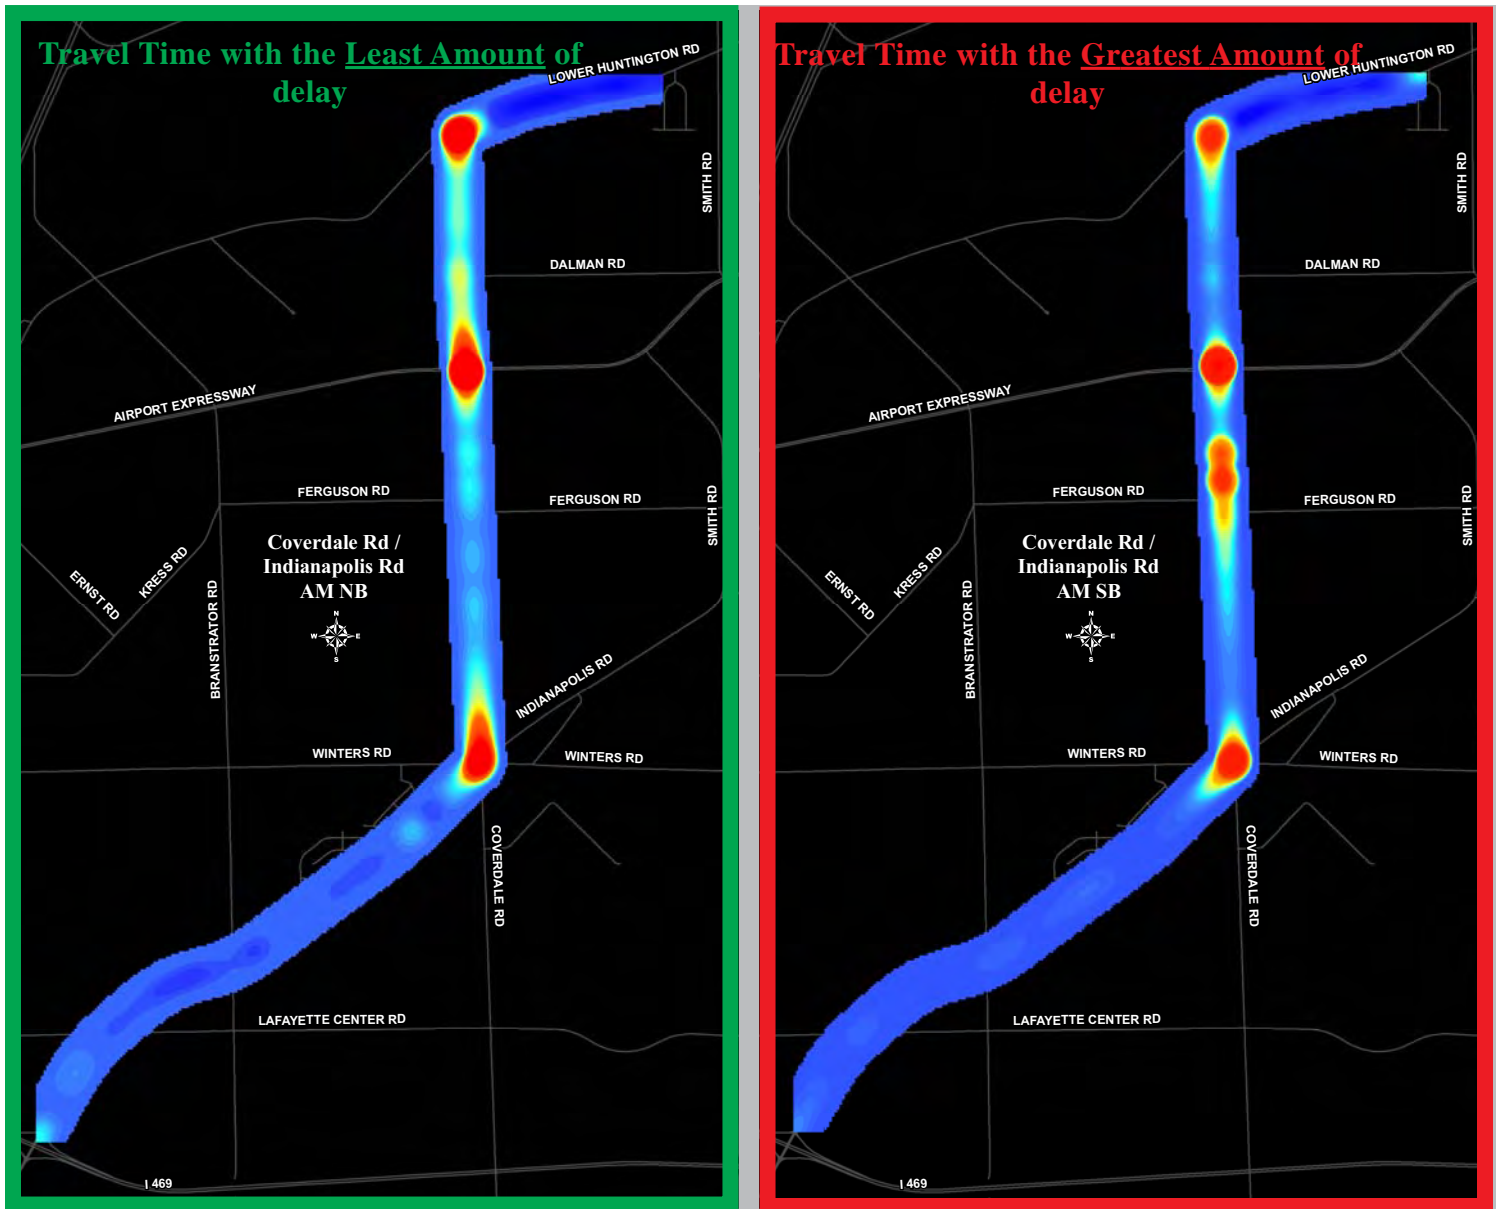 Travel Time with the Least Amount of
delay
LOWER HUNTINGTON RD
SMITH RD
DALMAN RD
AIRPORT EXPRESSWAY
FERGUSON RD
FERGUSON RD
SMITH RD
Coverdale Rd /
Indianapolis Rd
AM NB
N
W E
S
ERNST RD
KRESS RD
BRANSTRATOR RD
INDIANAPOLIS RD
WINTERS RD
WINTERS RD
COVERDALE RD
LAFAYETTE CENTER RD
I 469
Travel Time with the Greatest Amount of
delay
LOWER HUNTINGTON RD
SMITH RD
DALMAN RD
AIRPORT EXPRESSWAY
FERGUSON RD
FERGUSON RD
SMITH RD
Coverdale Rd /
Indianapolis Rd
AM SB
N
W E
S
ERNST RD
KRESS RD
BRANSTRATOR RD
INDIANAPOLIS RD
WINTERS RD
WINTERS RD
COVERDALE RD
LAFAYETTE CENTER RD
I 469